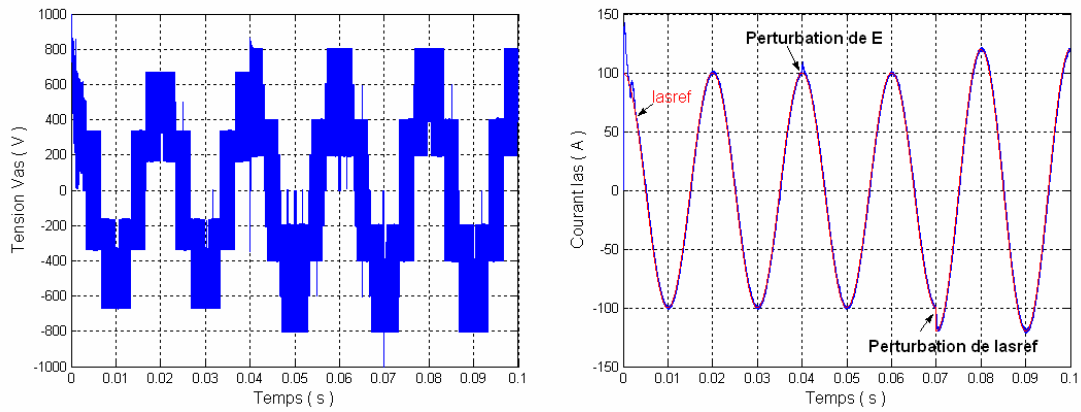 800
600
400
200
0
-200
-400
-600
-800
-1000
0 0.01 0.02 0.03 0.04 0.05 0.06 0.07 0.08 0.09 0.1
Temps ( s )
Tension Vas ( V )
150
100
50
0
-50
-100
-150
0 0.01 0.02 0.03 0.04 0.05 0.06 0.07 0.08 0.09 0.1
Temps ( s )
Courant Ias ( A )
Perturbation de E
Iasref
Perturbation de Iasref